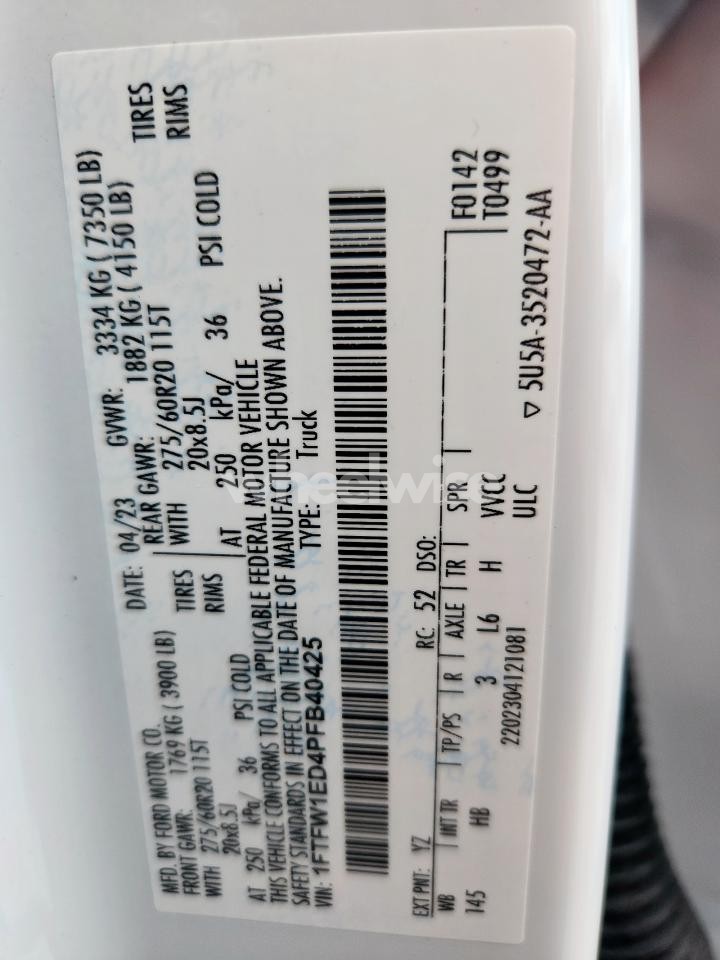 MFD. BY FORD MOTOR CO. DATE: 04/23 GVWR: 3334 KG ( 7350 LB)
FRONT GAWR: 1769 KG ( 3900 LB) REAR GAWR: 1882 KG ( 4150 LB)
WITH 275/60R20 115T TIRES WITH 275/60R20 115T TIRES
20x8.5J RIMS 20x8.5J RIMS
AT 250 kPa/ 36 PSI COLD AT 250 kPa/ 36 PSI COLD
THIS VEHICLE CONFORMS TO ALL APPLICABLE FEDERAL MOTOR VEHICLE
SAFETY STANDARDS IN EFFECT ON THE DATE OF MANUFACTURE SHOWN ABOVE.
VIN: 1FTFW1ED4PFB40425 TYPE: Truck
EXT PNT: YZ RC: 52 DSO: F0142
WB INT TR TP/PS R AXLE TR SPR T0499
145 HB 3 L6 H VVCC
2202304121081 ULC ▽ 5U5A-3520472-AA
wheelwise